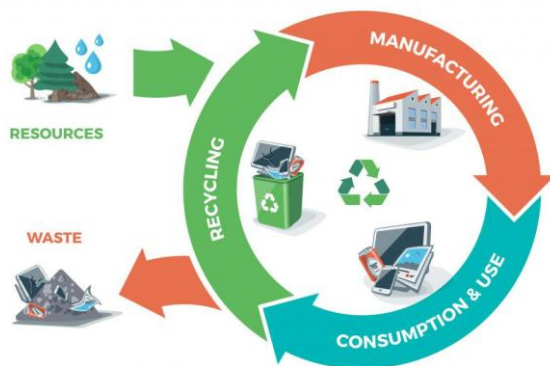 MANUFACTURING
RESOURCES
RECYCLING
WASTE
CONSUMPTION & USE